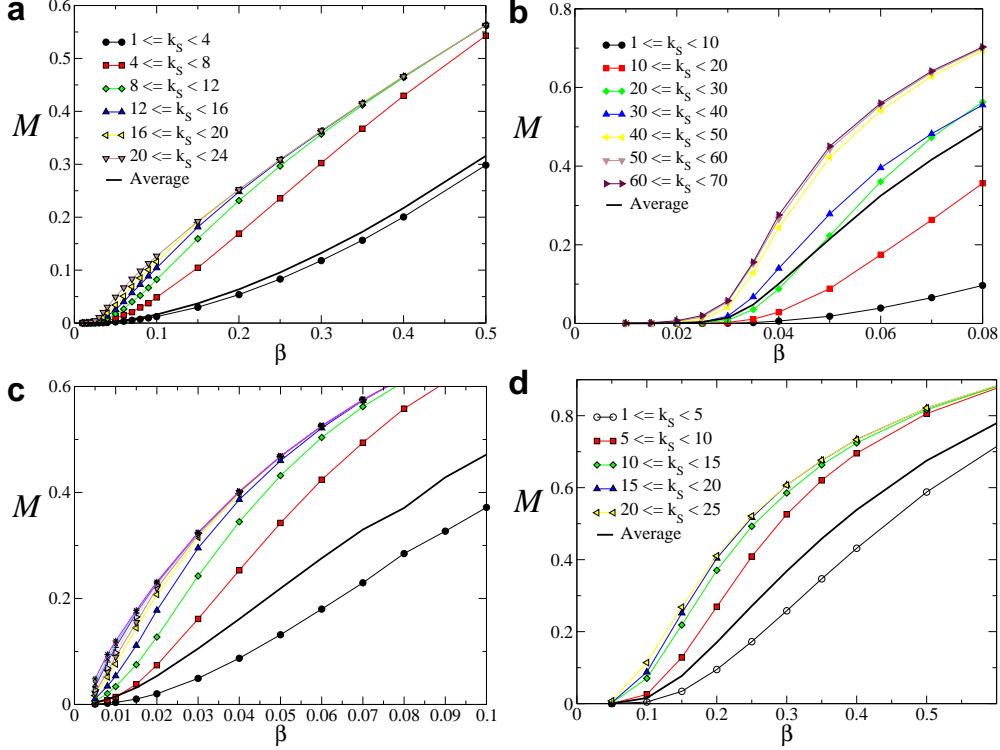 a
0.6
0.5
0.4
M
0.3
0.2
0.1
0
1 <= k_S < 4
4 <= k_S < 8
8 <= k_S < 12
12 <= k_S < 16
16 <= k_S < 20
20 <= k_S < 24
Average
0 0.1 0.2 0.3 0.4 0.5
β
b
0.8
0.6
M
0.4
0.2
0
1 <= k_S < 10
10 <= k_S < 20
20 <= k_S < 30
30 <= k_S < 40
40 <= k_S < 50
50 <= k_S < 60
60 <= k_S < 70
Average
0 0.02 0.04 0.06 0.08
β
c
0.6
0.4
M
0.2
0
0 0.01 0.02 0.03 0.04 0.05 0.06 0.07 0.08 0.09 0.1
β
d
0.8
0.6
M
0.4
0.2
0
1 <= k_S < 5
5 <= k_S < 10
10 <= k_S < 15
15 <= k_S < 20
20 <= k_S < 25
Average
0 0.1 0.2 0.3 0.4 0.5
β